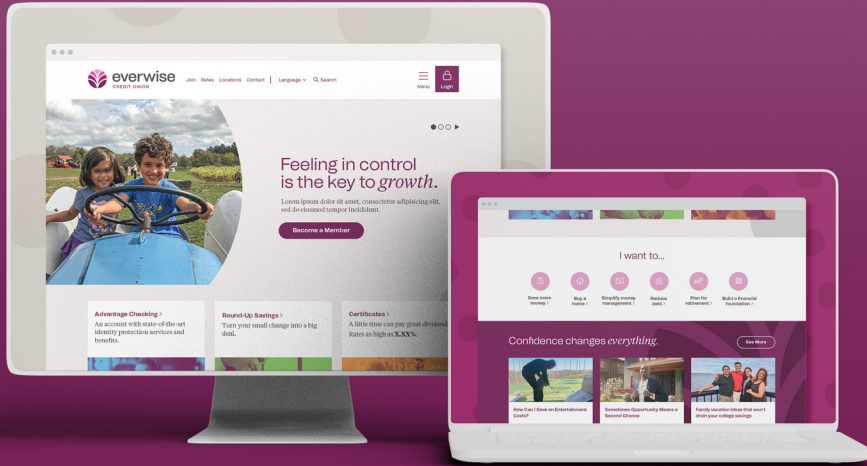 everwise
CREDIT UNION
Join Rates Locations Contact Language Search
Menu
Login
Feeling in control
is the key to growth.
Lorem ipsum dolor sit amet, consectetur adipisicing elit,
sed do eiusmod tempor incididunt.
Become a Member
Advantage Checking >
An account with state-of-the-art
identity protection services and
benefits.
Round-Up Savings >
Turn your small change into a big
deal.
Certificates >
A little time can pay great dividend
Rates as high as X.XX%.
I want to...
Save more
money >
Buy a
home >
Simplify money
management >
Reduce
debt >
Plan for
retirement >
Build a financial
foundation >
Confidence changes everything.
See More
How Can I Save on Entertainment
Costs?
Sometimes Opportunity Means a
Second Chance
Family vacation ideas that won't
drain your college savings